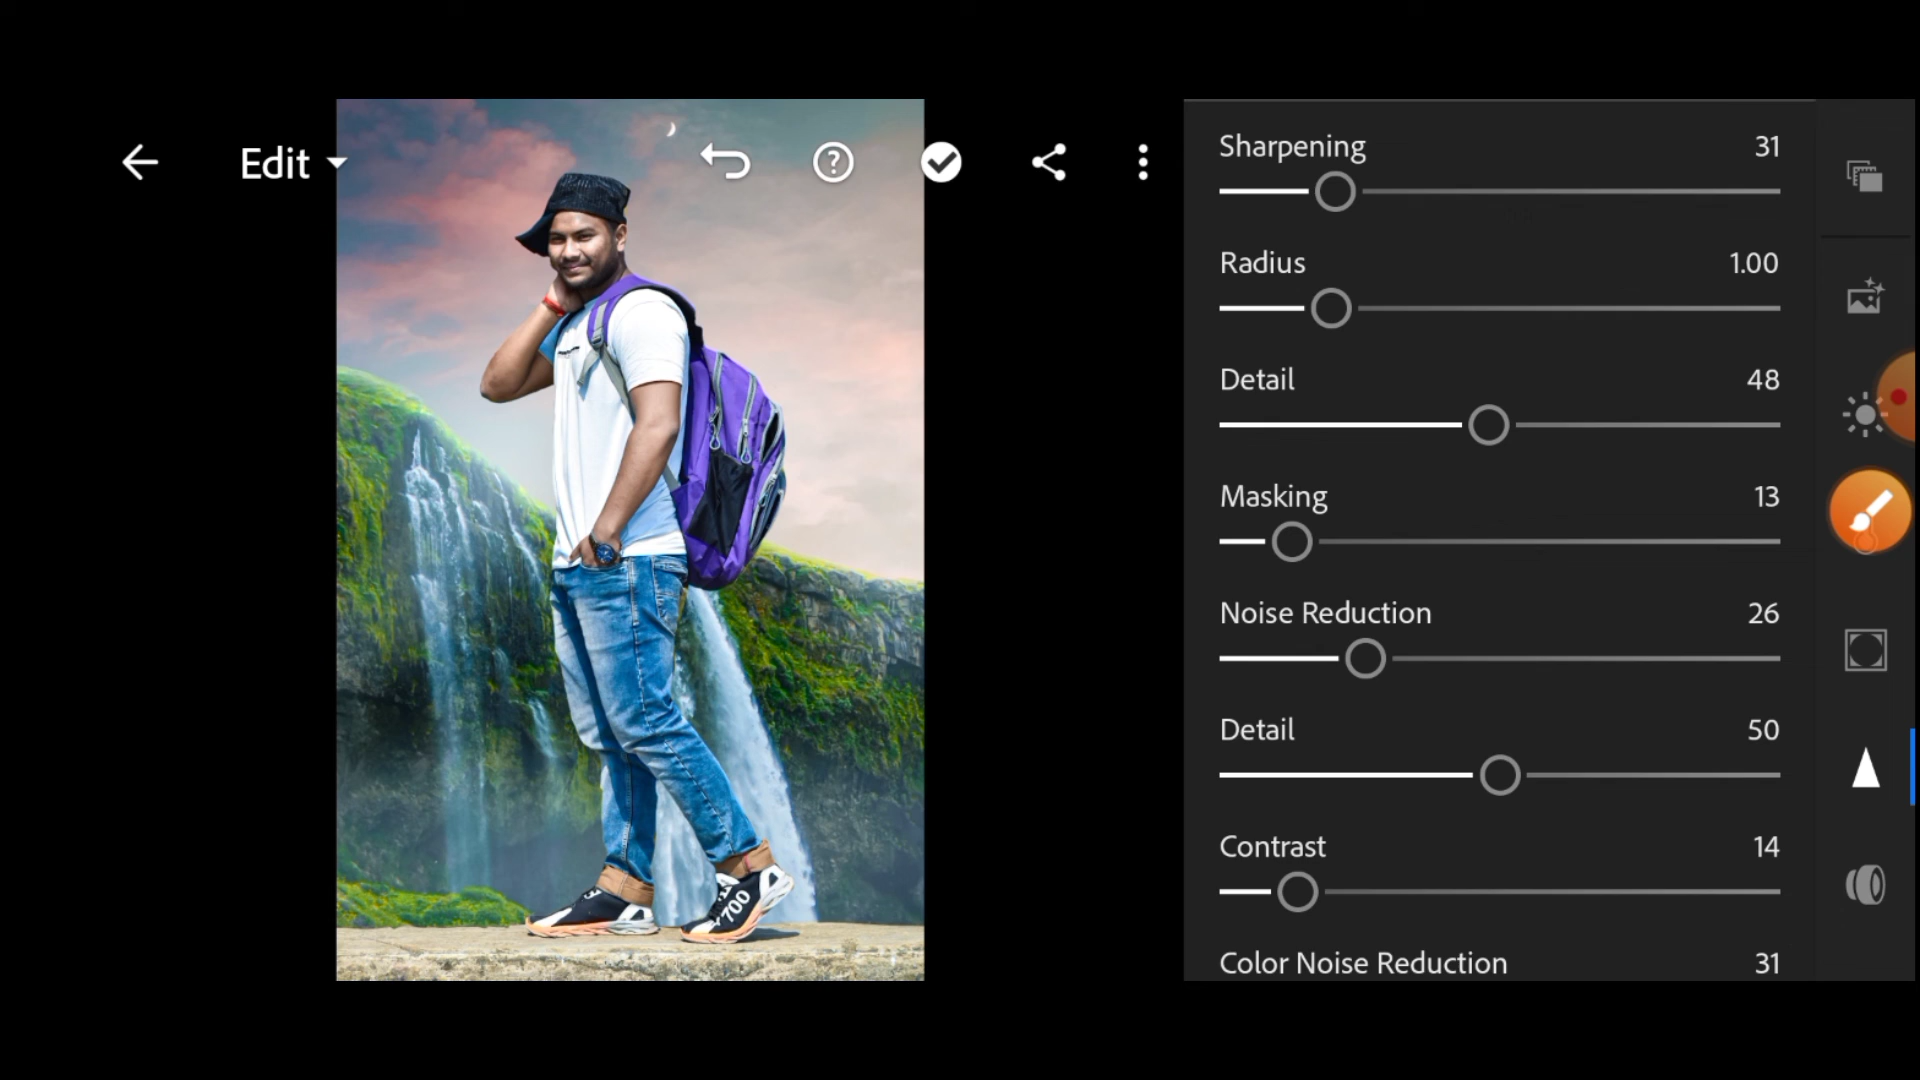 Edit
Sharpening 31
Radius 1.00
Detail 48
Masking 13
Noise Reduction 26
Detail 50
Contrast 14
Color Noise Reduction 31
700